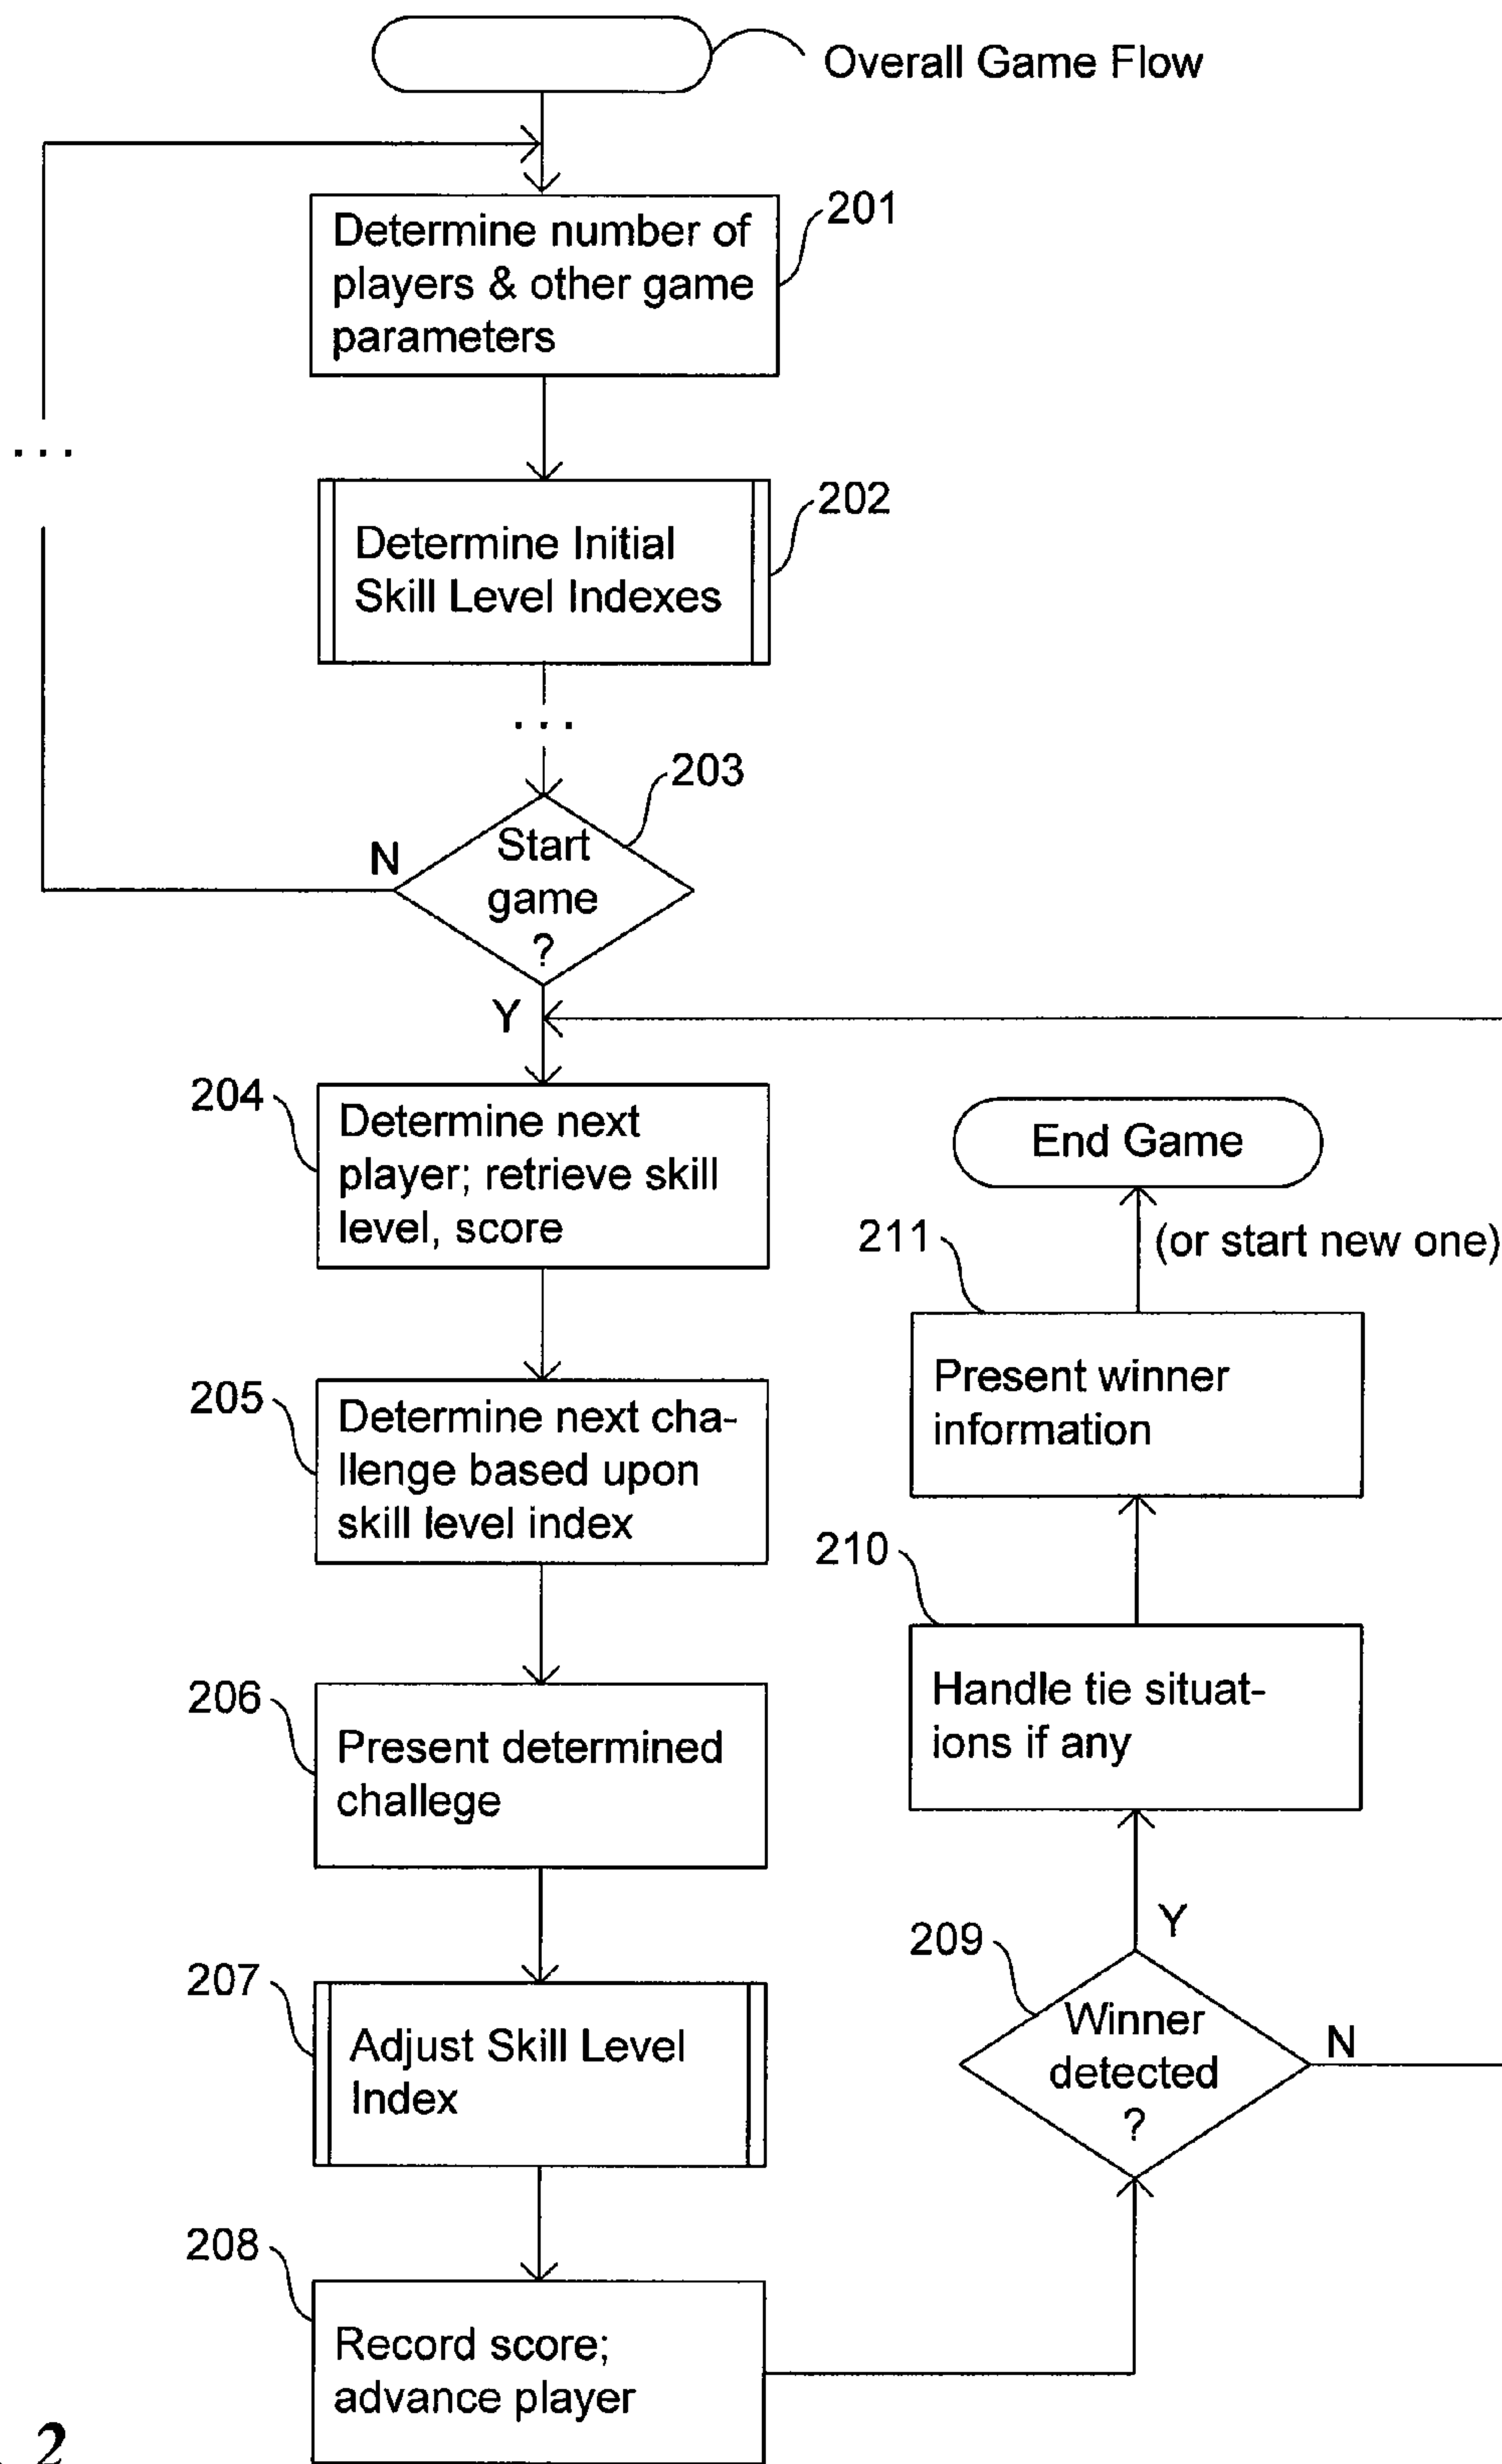 Overall Game Flow
201
Determine number of
players & other game
parameters
202
Determine Initial
Skill Level Indexes
...
...
203
Start
game
?
N
Y
204
Determine next
player; retrieve skill
level, score
205
Determine next cha-
llenge based upon
skill level index
206
Present determined
challege
207
Adjust Skill Level
Index
208
Record score;
advance player
End Game
(or start new one)
211
Present winner
information
210
Handle tie situat-
ions if any
Y
209
Winner
detected
?
N
2